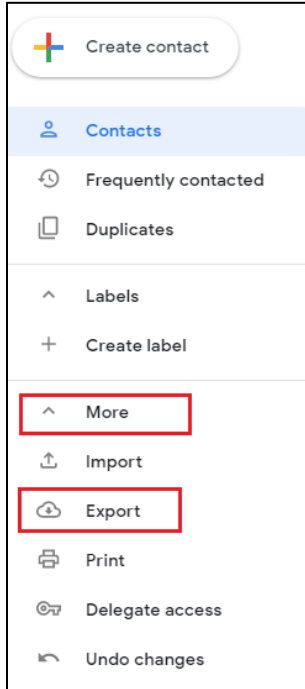 Create contact
Contacts
Frequently contacted
Duplicates
Labels
Create label
More
Import
Export
Print
Delegate access
Undo changes